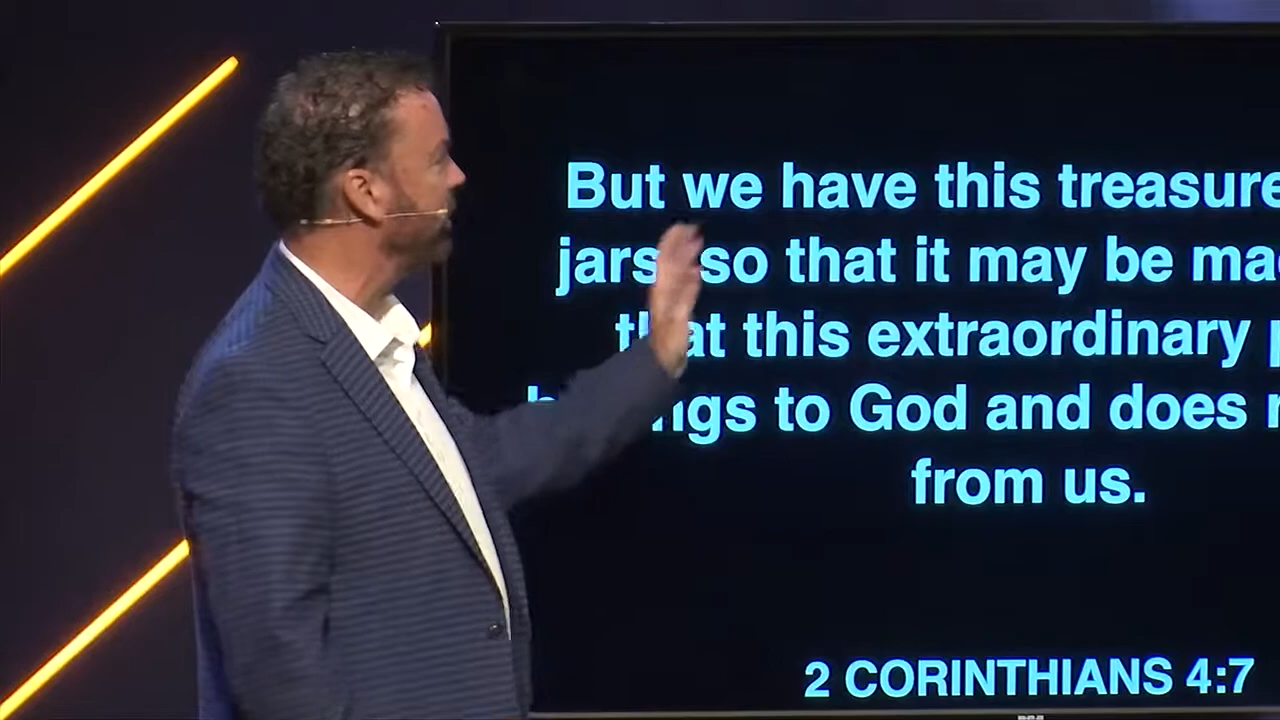 But we have this treasure
jars, so that it may be
that this extraordinary
to God and does
from us.
2 CORINTHIANS 4:7